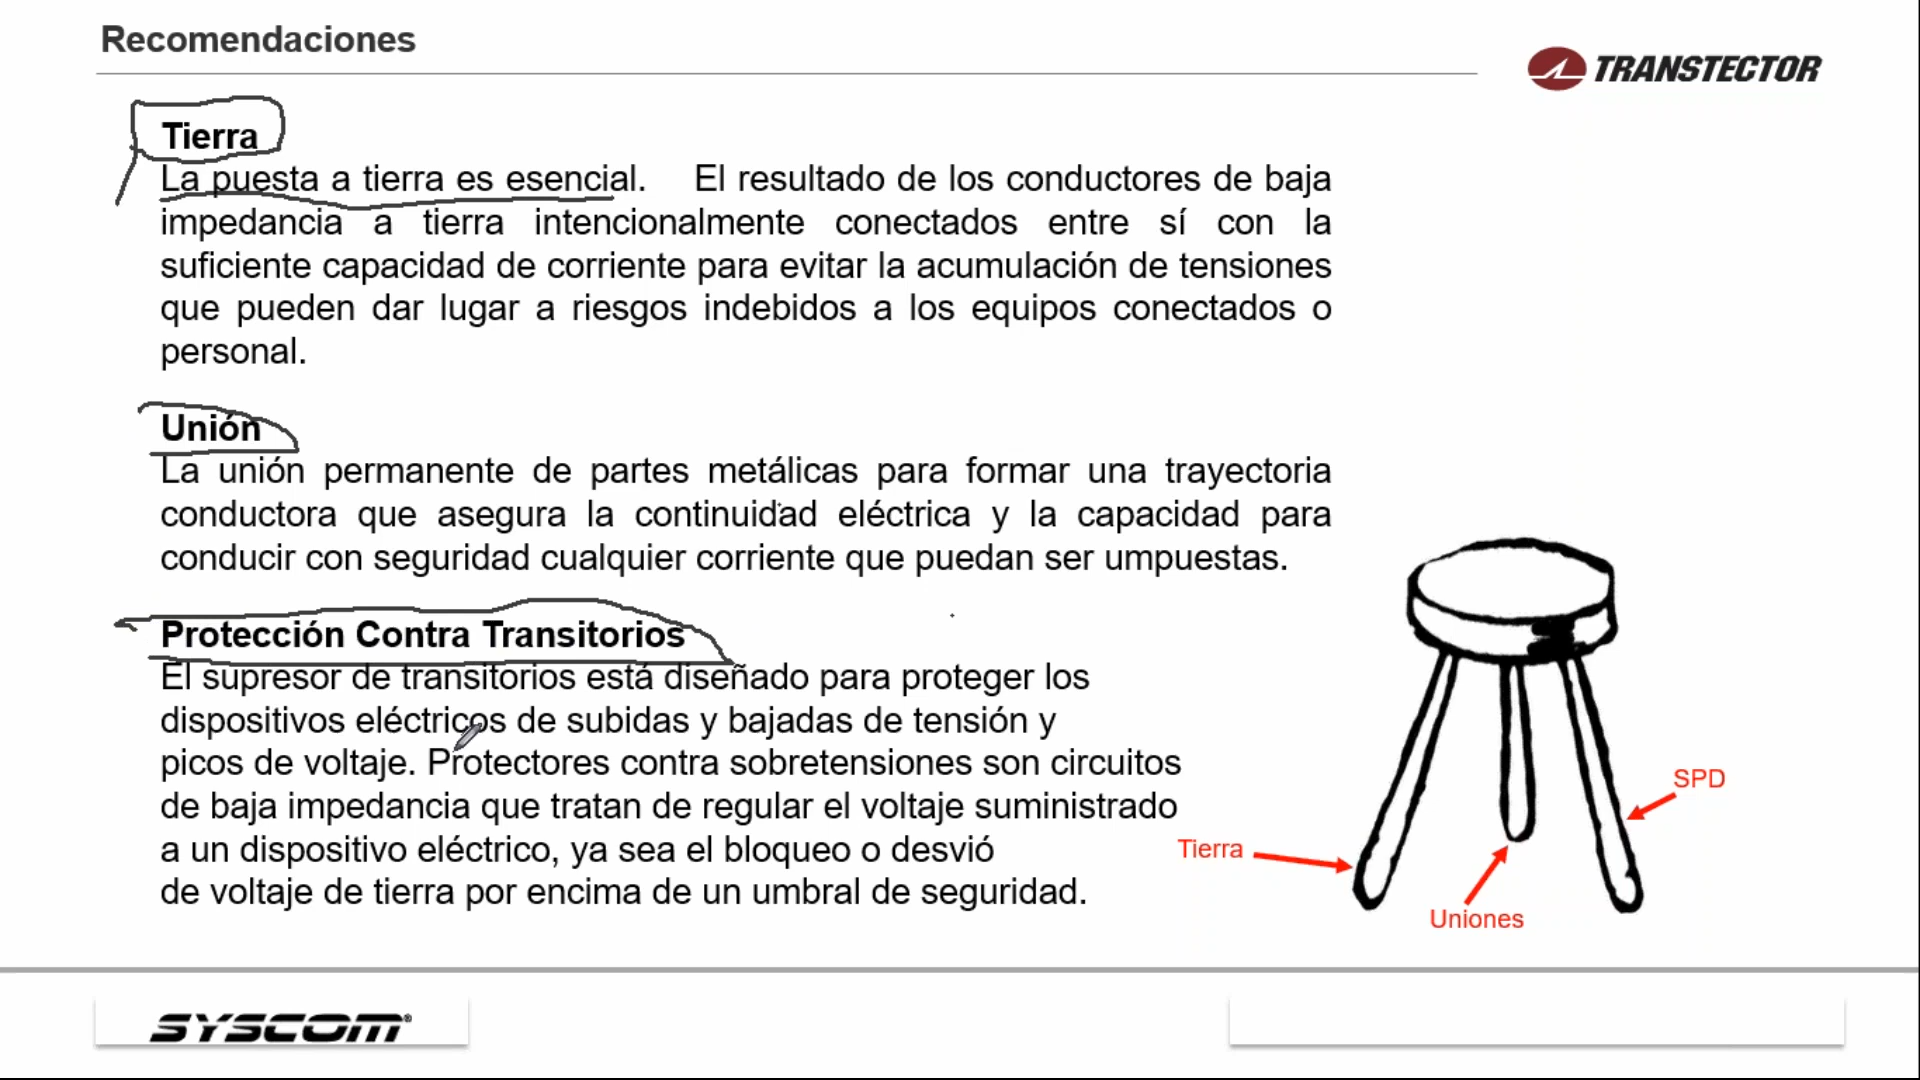 Recomendaciones
TRANSTECTOR
Tierra
La puesta a tierra es esencial. El resultado de los conductores de baja
impedancia a tierra intencionalmente conectados entre sí con la
suficiente capacidad de corriente para evitar la acumulación de tensiones
que pueden dar lugar a riesgos indebidos a los equipos conectados o
personal.
Unión
La unión permanente de partes metálicas para formar una trayectoria
conductora que asegura la continuidad eléctrica y la capacidad para
conducir con seguridad cualquier corriente que puedan ser umpuestas.
Protección Contra Transitorios
El supresor de transitorios está diseñado para proteger los
dispositivos eléctricos de subidas y bajadas de tensión y
picos de voltaje. Protectores contra sobretensiones son circuitos
de baja impedancia que tratan de regular el voltaje suministrado
a un dispositivo eléctrico, ya sea el bloqueo o desvió
de voltaje de tierra por encima de un umbral de seguridad.
SPD
Tierra
Uniones
SYSCOM®